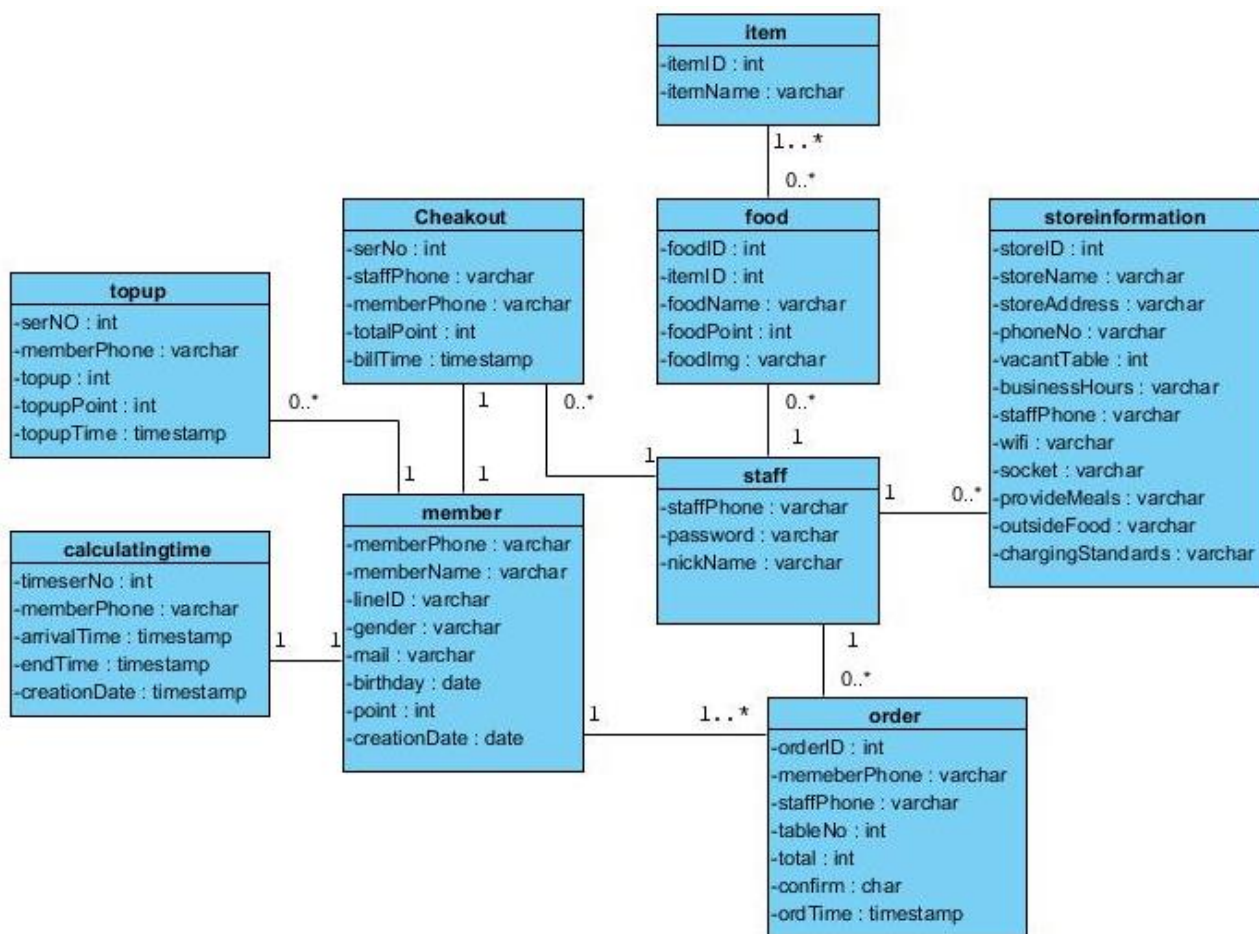 item
-itemID : int
-itemName : varchar
1..*
0..*
Cheakout
-serNo : int
-staffPhone : varchar
-memberPhone : varchar
-totalPoint : int
-billTime : timestamp
food
-foodID : int
-itemID : int
-foodName : varchar
-foodPoint : int
-foodImg : varchar
storeinformation
-storeID : int
-storeName : varchar
-storeAddress : varchar
-phoneNo : varchar
-vacantTable : int
-businessHours : varchar
-staffPhone : varchar
-wifi : varchar
-socket : varchar
-provideMeals : varchar
-outsideFood : varchar
-chargingStandards : varchar
topup
-serNO : int
-memberPhone : varchar
-topup : int
-topupPoint : int
-topupTime : timestamp
0..*
1
0..*
0..*
1
1
1
1
staff
-staffPhone : varchar
-password : varchar
-nickName : varchar
1
0..*
member
-memberPhone : varchar
-memberName : varchar
-lineID : varchar
-gender : varchar
-mail : varchar
-birthday : date
-point : int
-creationDate : date
calculatingtime
-timeserNo : int
-memberPhone : varchar
-arrivalTime : timestamp
-endTime : timestamp
-creationDate : timestamp
1
1
1
0..*
1
1..*
order
-orderID : int
-memeberPhone : varchar
-staffPhone : varchar
-tableNo : int
-total : int
-confirm : char
-ordTime : timestamp